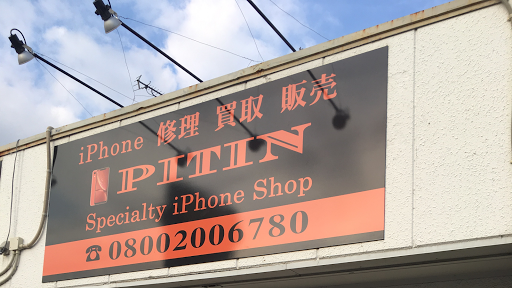 iPhone 修理 買取 販売
PITIN
Specialty iPhone Shop
☎08002006780